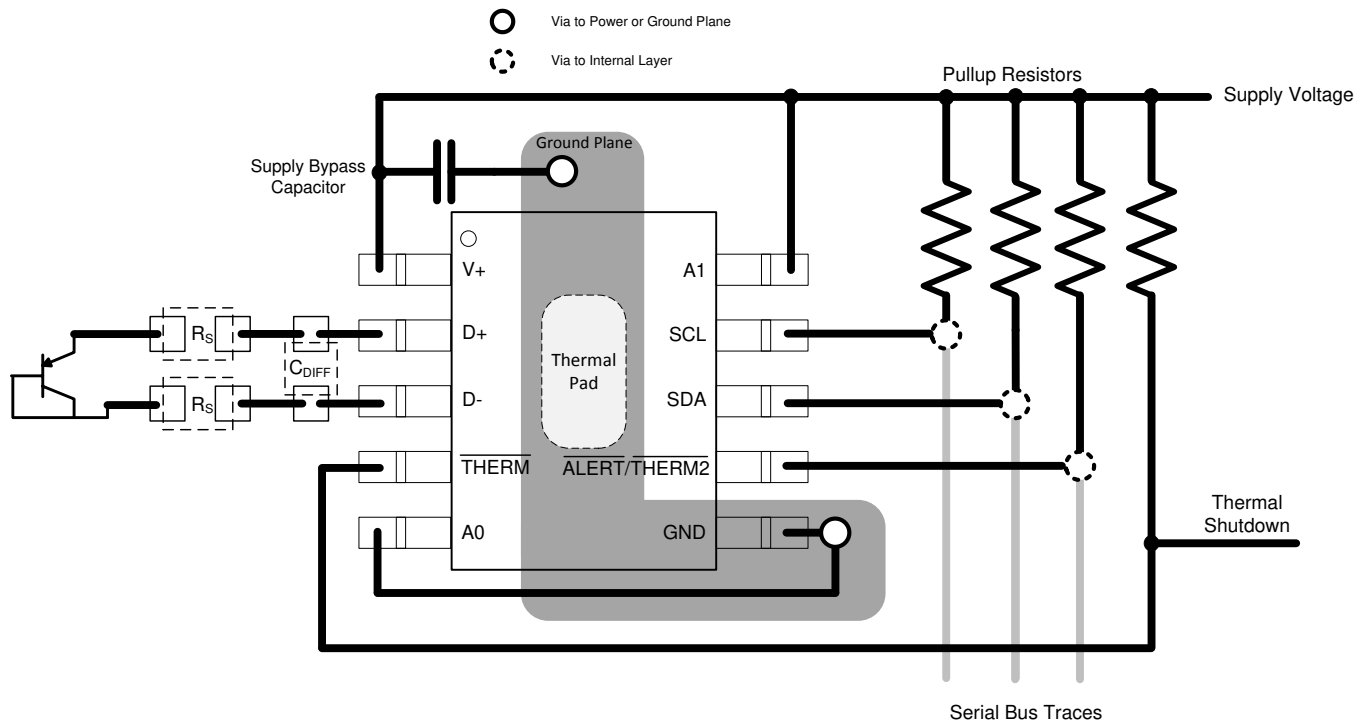 Via to Power or Ground Plane
Via to Internal Layer
Pullup Resistors
Supply Voltage
Ground Plane
Supply Bypass
Capacitor
V+
A1
D+
SCL
RS
CDIFF
Thermal
Pad
D-
SDA
RS
THERM
ALERT/THERM2
A0
GND
Thermal
Shutdown
Serial Bus Traces